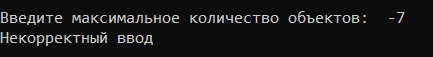 Введите максимальное количество объектов:  -7
Некорректный ввод